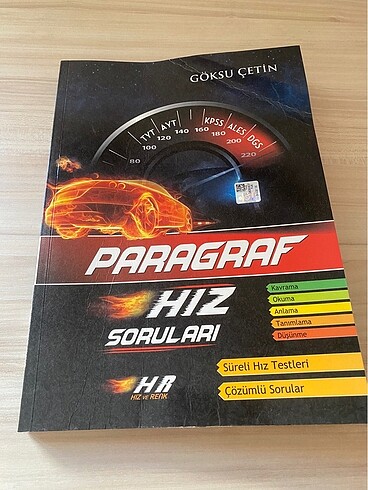 GÖKSU ÇETİN
TYT AYT KPSS ALES DGS
80 100 120 140 160 180 200 220
PARAGRAF
HIZ
SORULARI
Kavrama
Okuma
Anlama
Tanımlama
Düşünme
Süreli Hız Testleri
Çözümlü Sorular
HR
HIZ VE RENK